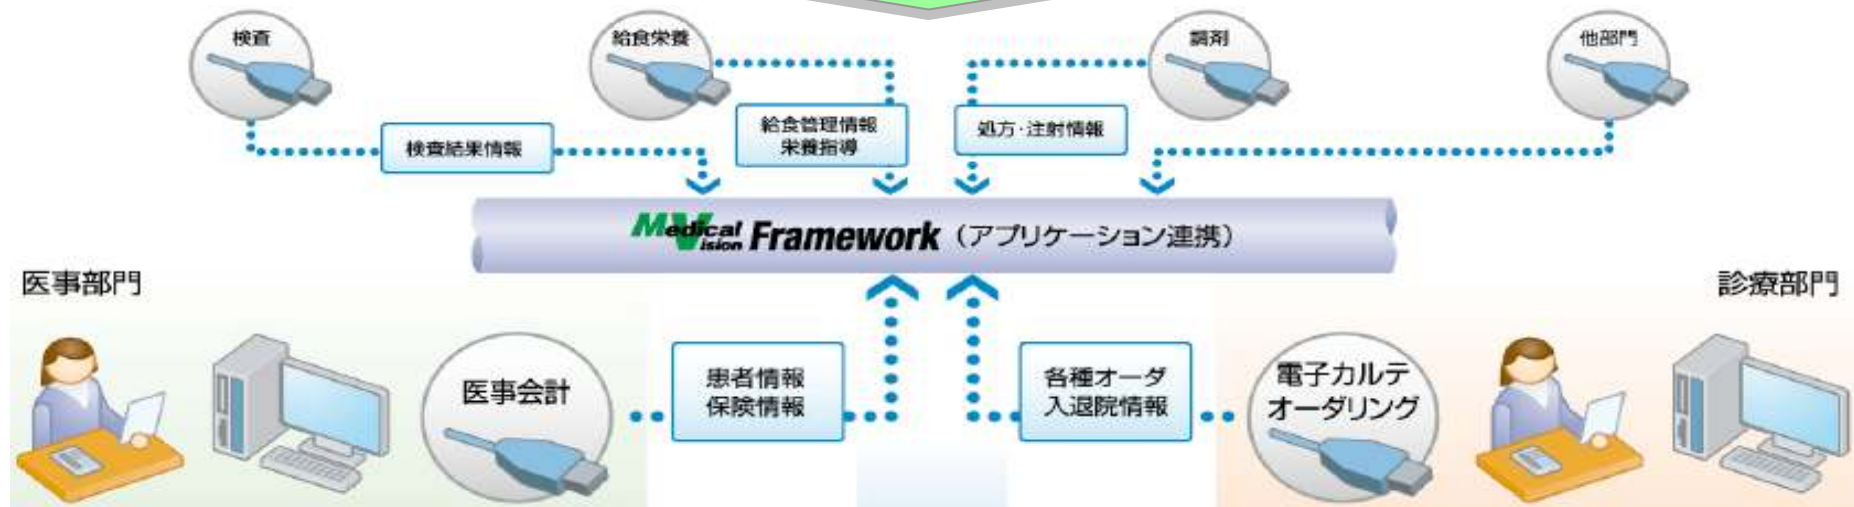 検査
給食栄養
調剤
他部門
検査結果情報
給食管理情報
栄養指導
処方・注射情報
Medical Vision Framework (アプリケーション連携)
医事部門
診療部門
医事会計
患者情報
保険情報
各種オーダ
入退院情報
電子カルテ
オーダリング